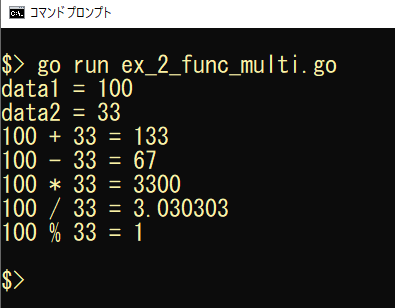 コマンドプロンプト
$> go run ex_2_func_multi.go
data1 = 100
data2 = 33
100 + 33 = 133
100 - 33 = 67
100 * 33 = 3300
100 / 33 = 3.030303
100 % 33 = 1
$>